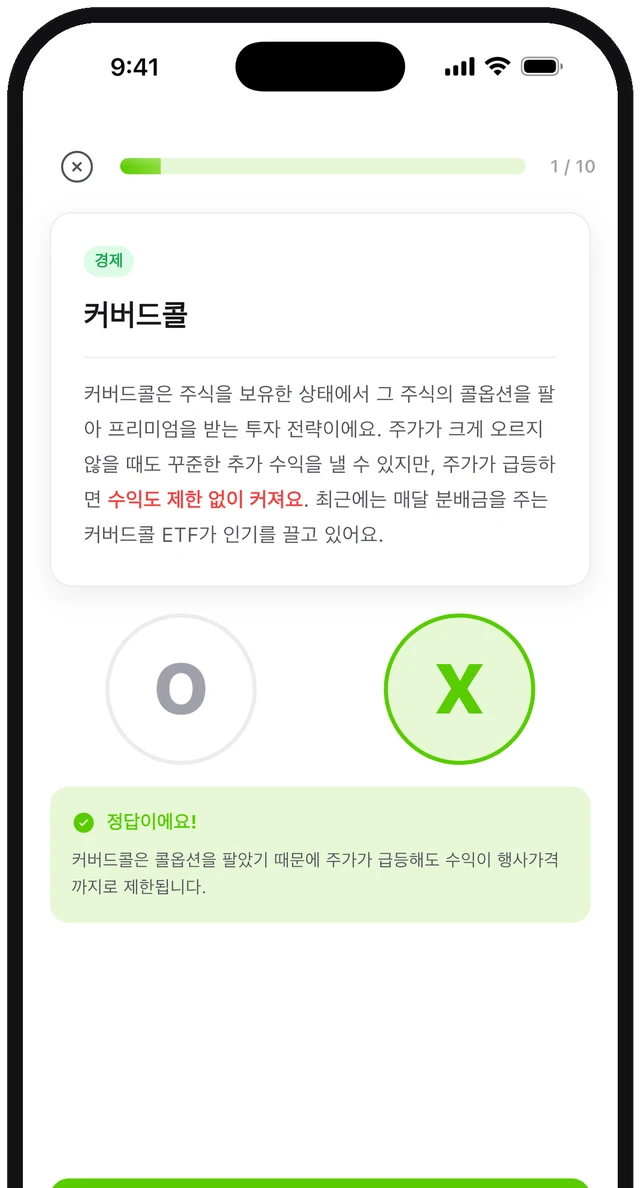 9:41
1 / 10
경제
커버드콜
커버드콜은 주식을 보유한 상태에서 그 주식의 콜옵션을 팔
아 프리미엄을 받는 투자 전략이에요. 주가가 크게 오르지
않을 때도 꾸준한 추가 수익을 낼 수 있지만, 주가가 급등하
면 수익도 제한 없이 커져요. 최근에는 매달 분배금을 주는
커버드콜 ETF가 인기를 끌고 있어요.
O
X
정답이에요!
커버드콜은 콜옵션을 팔았기 때문에 주가가 급등해도 수익이 행사가격
까지로 제한됩니다.